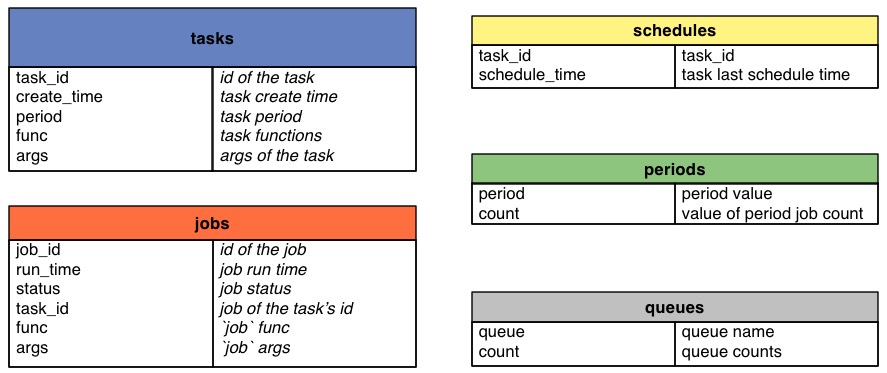 tasks
task_id id of the task
create_time task create time
period task period
func task functions
args args of the task
jobs
job_id id of the job
run_time job run time
status job status
task_id job of the task's id
func `job` func
args `job` args
schedules
task_id task_id
schedule_time task last schedule time
periods
period period value
count value of period job count
queues
queue queue name
count queue counts